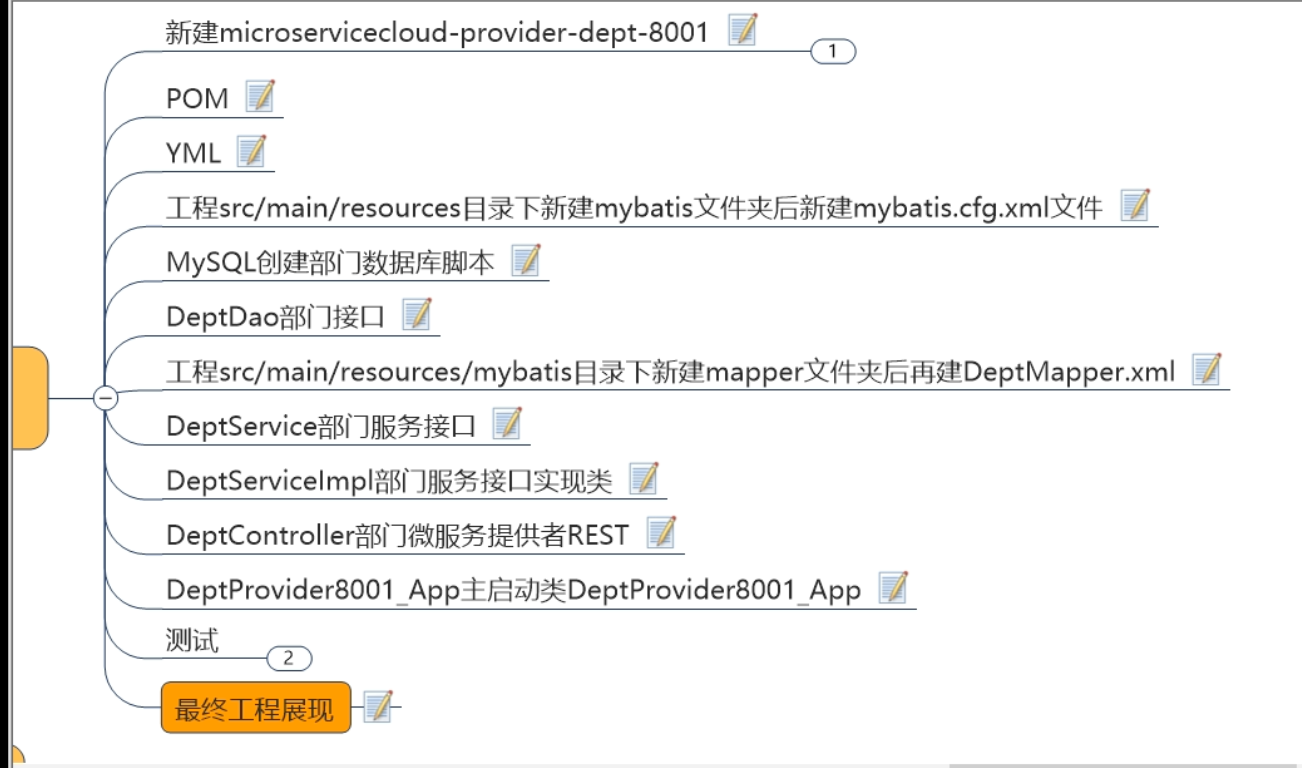 新建microservicecloud-provider-dept-8001
1
POM
YML
工程src/main/resources目录下新建mybatis文件夹后新建mybatis.cfg.xml文件
MySQL创建部门数据库脚本
DeptDao部门接口
工程src/main/resources/mybatis目录下新建mapper文件夹后再建DeptMapper.xml
DeptService部门服务接口
DeptServiceImpl部门服务接口实现类
DeptController部门微服务提供者REST
DeptProvider8001_App主启动类DeptProvider8001_App
测试
2
最终工程展现